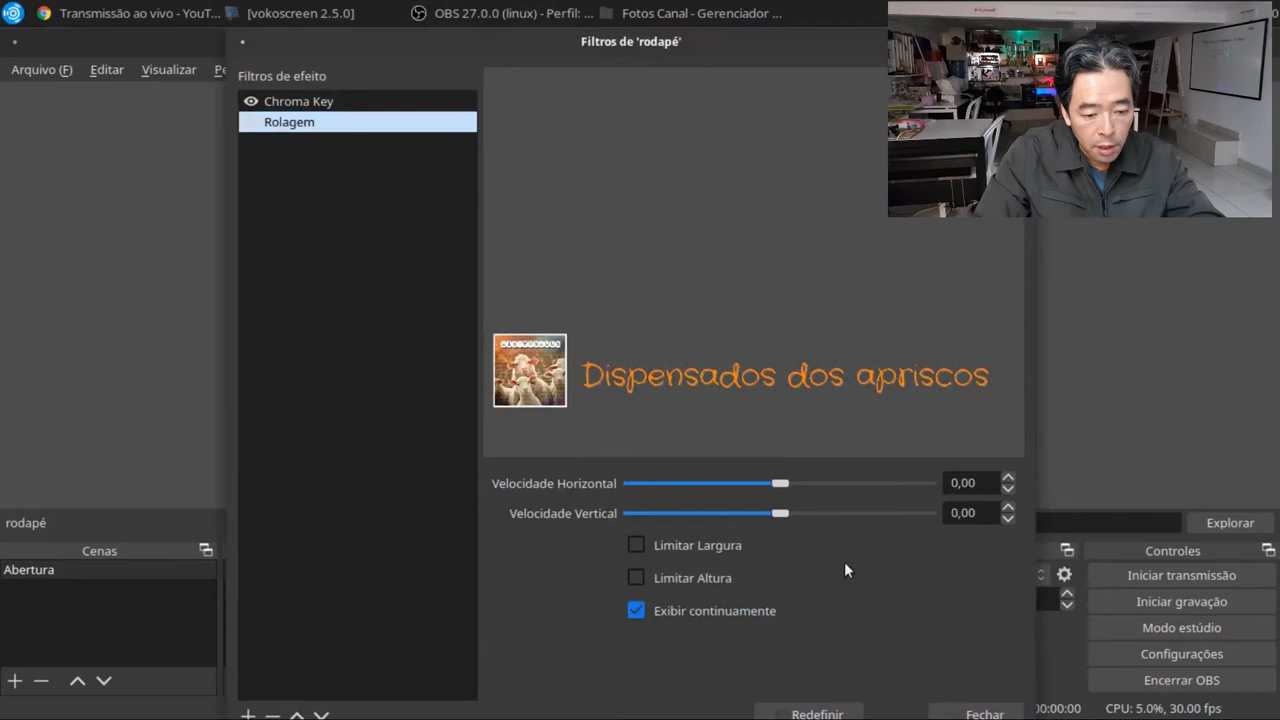 Transmissão ao vivo - YouT...
[vokoscreen 2.5.0]
OBS 27.0.0 (linux) - Perfil: ...
Fotos Canal - Gerenciador ...
Filtros de 'rodapé'
Arquivo (F)
Editar
Visualizar
Pe
Filtros de efeito
Chroma Key
Rolagem
Dispensados dos apriscos
Velocidade Horizontal
0,00
Velocidade Vertical
0,00
Limitar Largura
Limitar Altura
Exibir continuamente
rodapé
Explorar
Cenas
Controles
Abertura
Iniciar transmissão
Iniciar gravação
Modo estúdio
Configurações
Encerrar OBS
Redefinir
Fechar
00:00:00
CPU: 5.0%, 30.00 fps